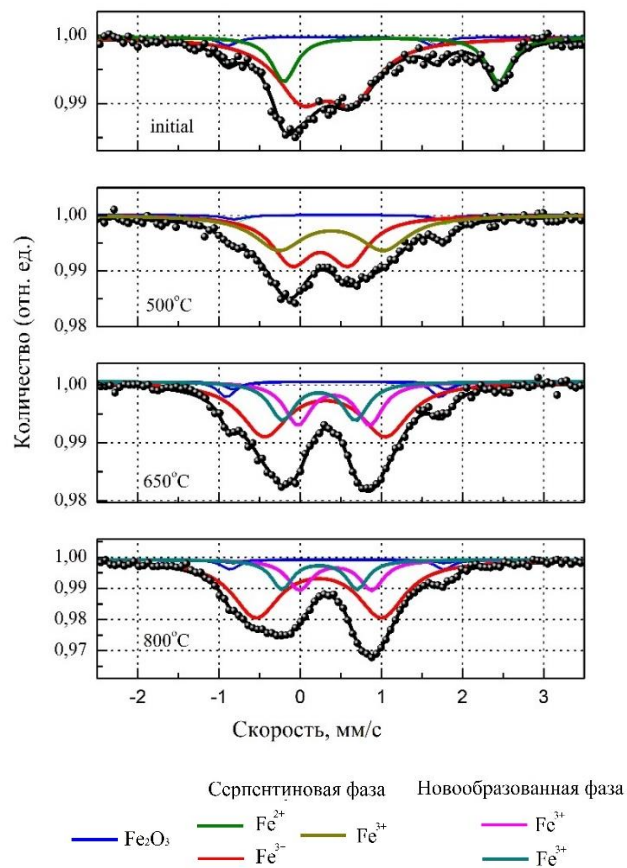 Количество (отн. ед.)
1,00
0,99
initial
1,00
0,99
0,98
500°C
1,00
0,99
0,98
650°C
1,00
0,99
0,98
0,97
800°C
-2 -1 0 1 2 3
Скорость, мм/с
Серпентиновая фаза Новообразованная фаза
Fe₂O₃ Fe²⁺ Fe³⁺ Fe³⁺
Fe³⁻ Fe³⁺